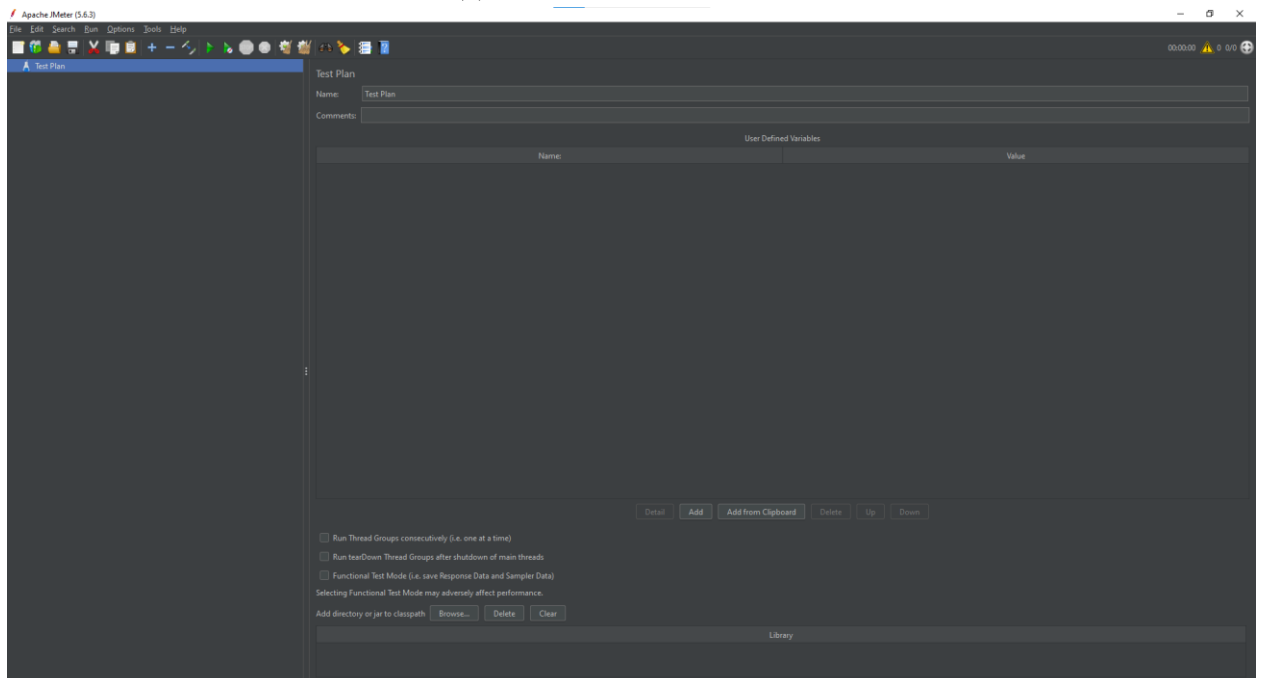 Apache JMeter (5.6.3)
File Edit Search Run Options Tools Help
00:00:00 0 0/0
Test Plan
Test Plan
Name: Test Plan
Comments:
User Defined Variables
Name: Value
Detail Add Add from Clipboard Delete Up Down
Run Thread Groups consecutively (i.e. one at a time)
Run tearDown Thread Groups after shutdown of main threads
Functional Test Mode (i.e. save Response Data and Sampler Data)
Selecting Functional Test Mode may adversely affect performance.
Add directory or jar to classpath Browse... Delete Clear
Library